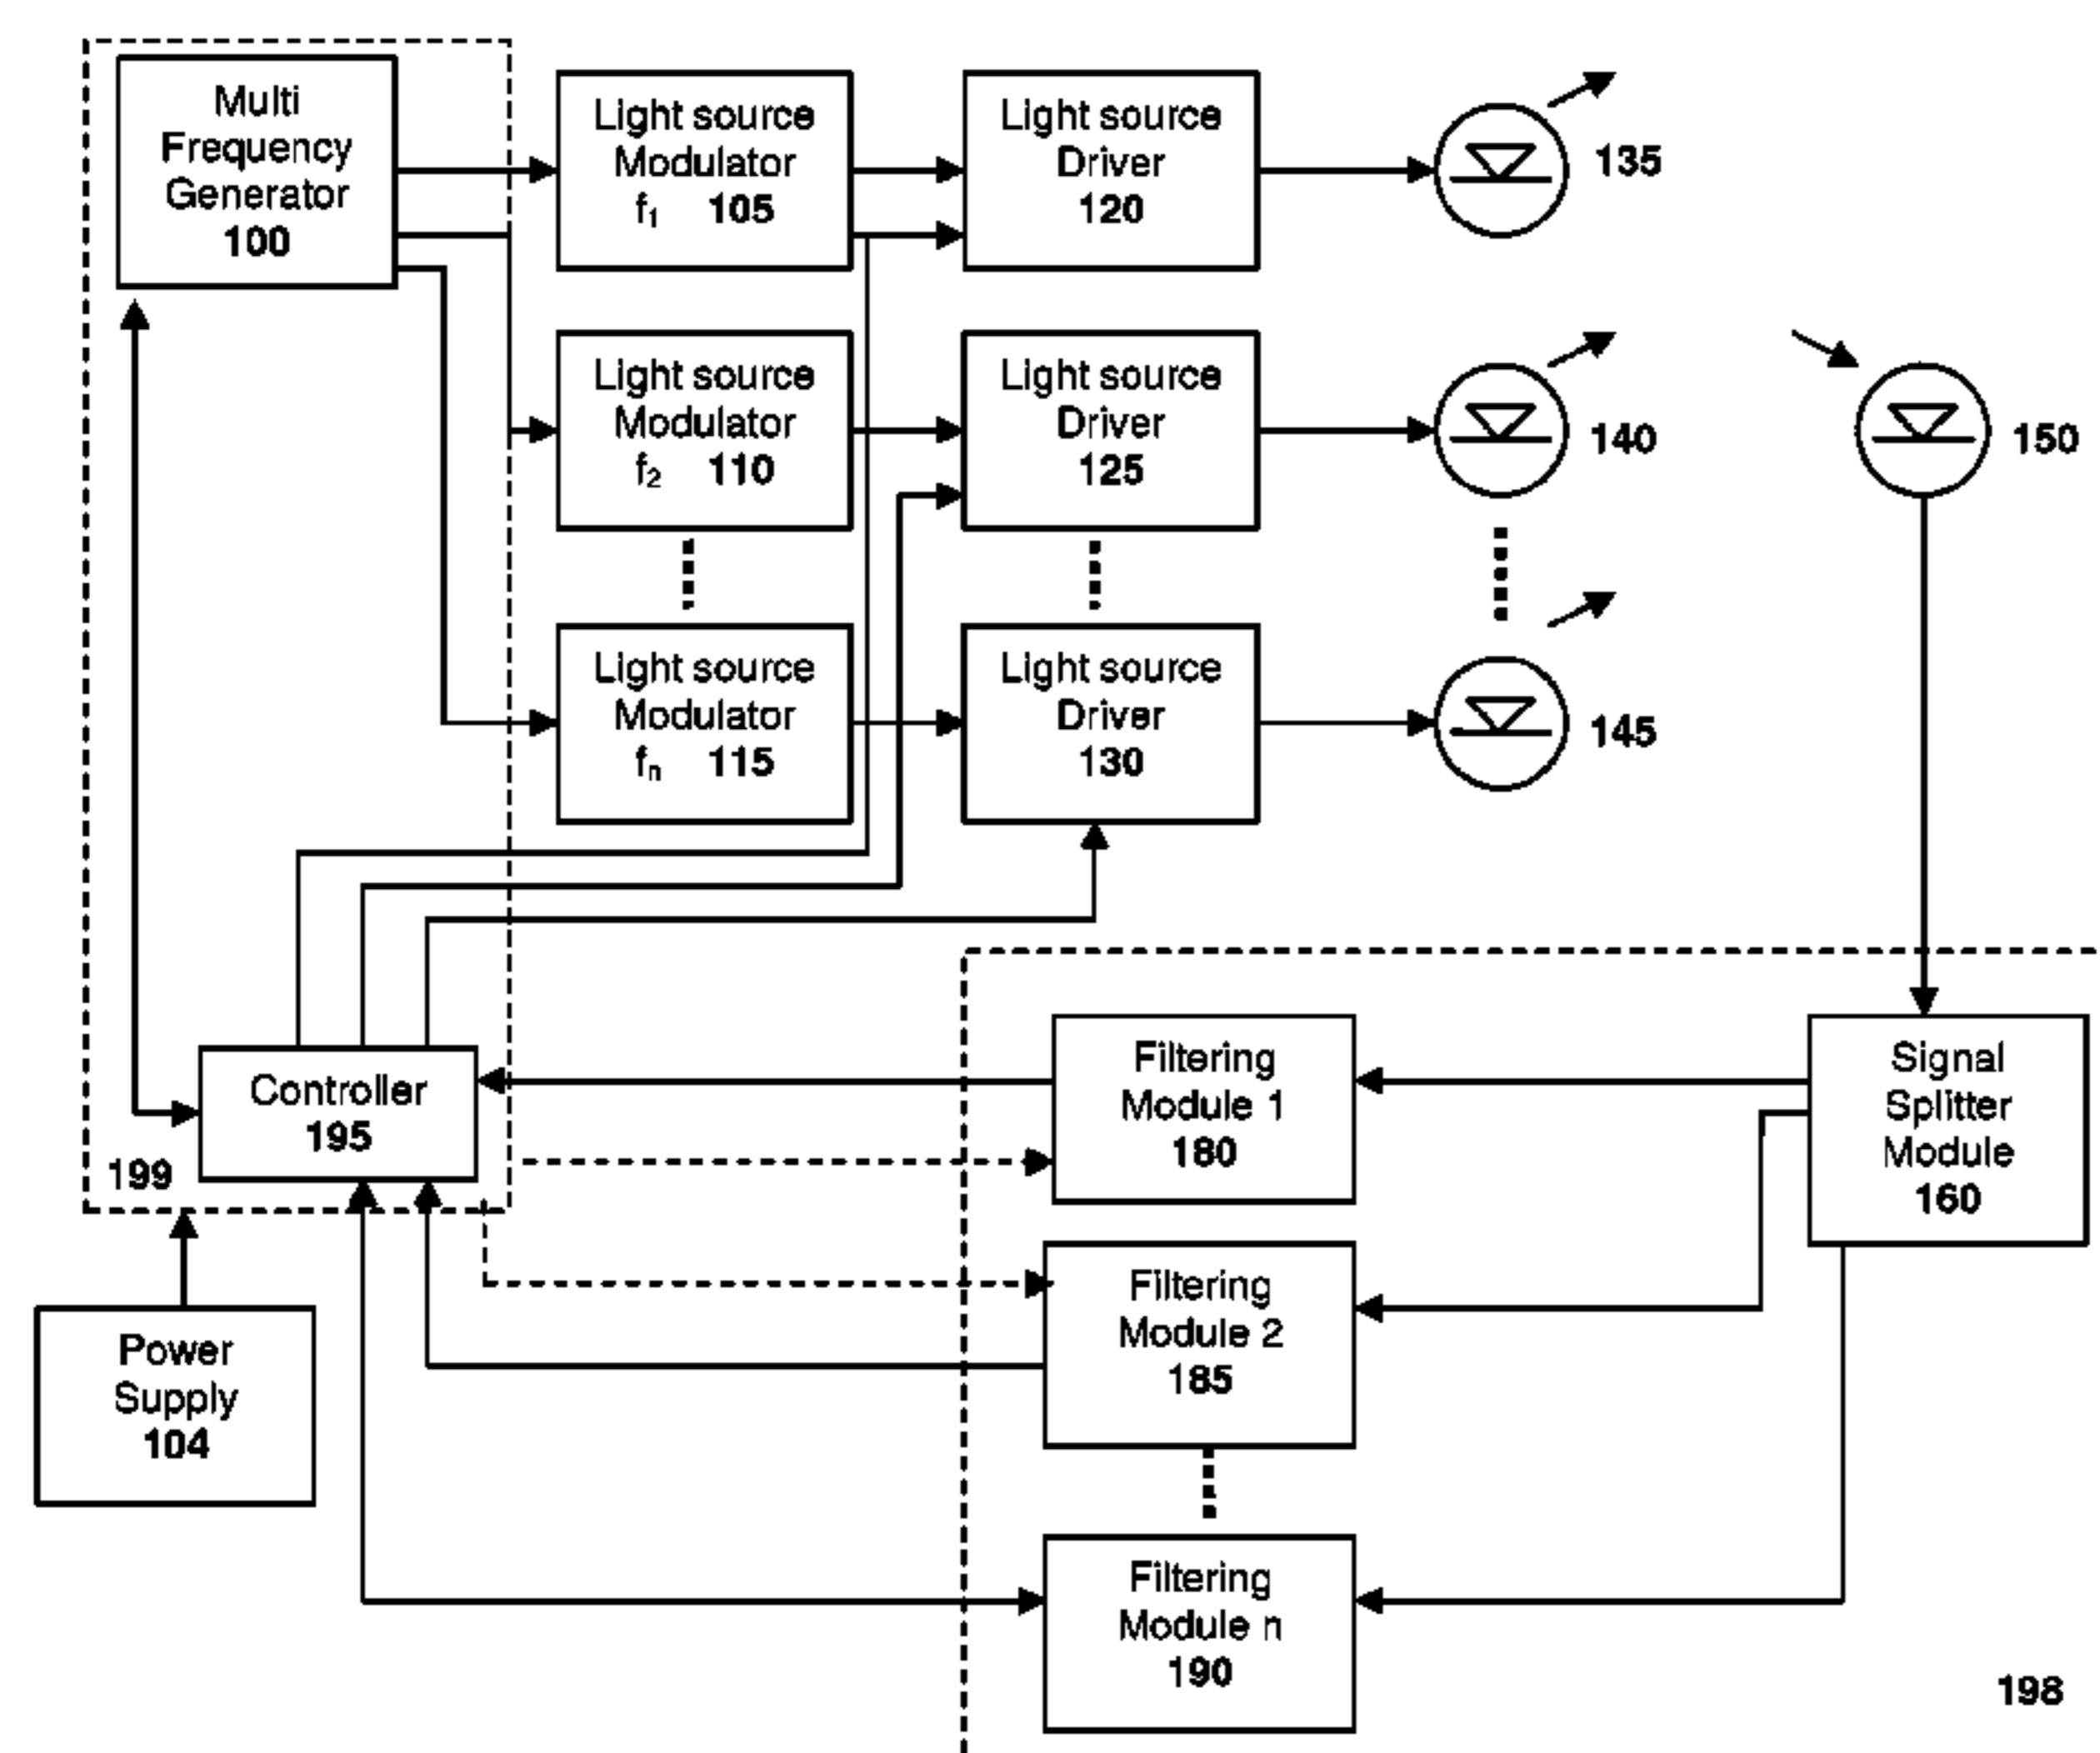 Multi
Frequency
Generator
100
Light source
Modulator
f₁ 105
Light source
Driver
120
135
Light source
Modulator
f₂ 110
Light source
Driver
125
140
150
Light source
Modulator
fₙ 115
Light source
Driver
130
145
Controller
195
199
Filtering
Module 1
180
Signal
Splitter
Module
160
Power
Supply
104
Filtering
Module 2
185
Filtering
Module n
190
198